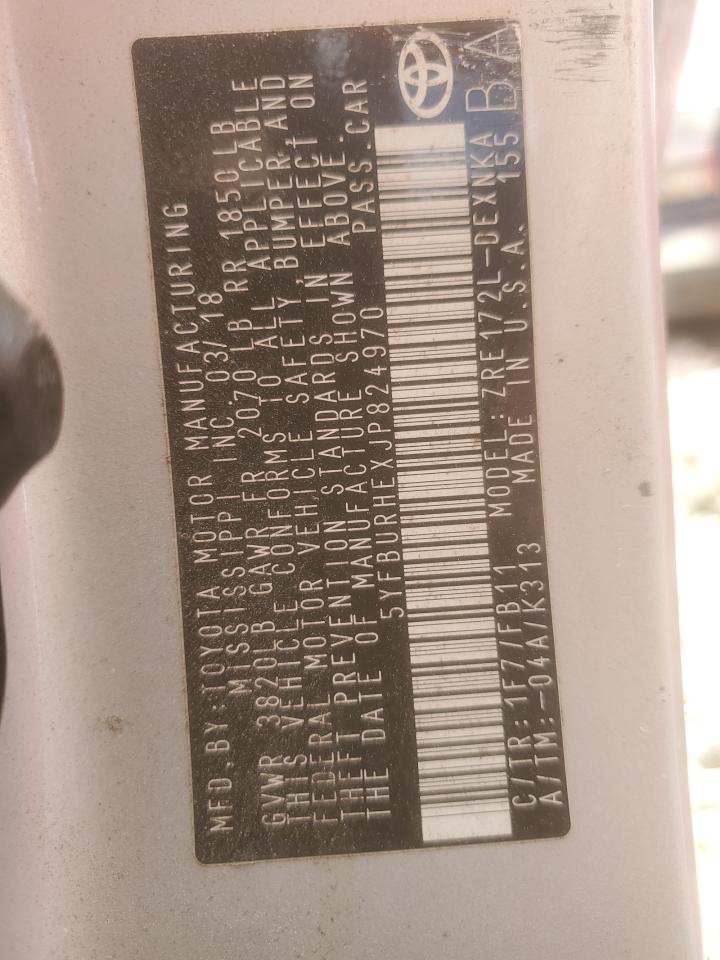 MFD.BY:TOYOTA MOTOR MANUFACTURING
MISSISSIPPI INC. 03/18
GVWR 3820LB GAWR FR 2070LB RR 1850LB
THIS VEHICLE CONFORMS TO ALL APPLICABLE
FEDERAL MOTOR VEHICLE SAFETY, BUMPER, AND
THEFT PREVENTION STANDARDS IN EFFECT ON
THE DATE OF MANUFACTURE SHOWN ABOVE.
5YFBURHEXJP824970 PASS.CAR
C/TR:1F7/FB11 MODEL:ZRE172L-DEXNKA
A/TM:-04A/K313 MADE IN U.S.A. 155
BA